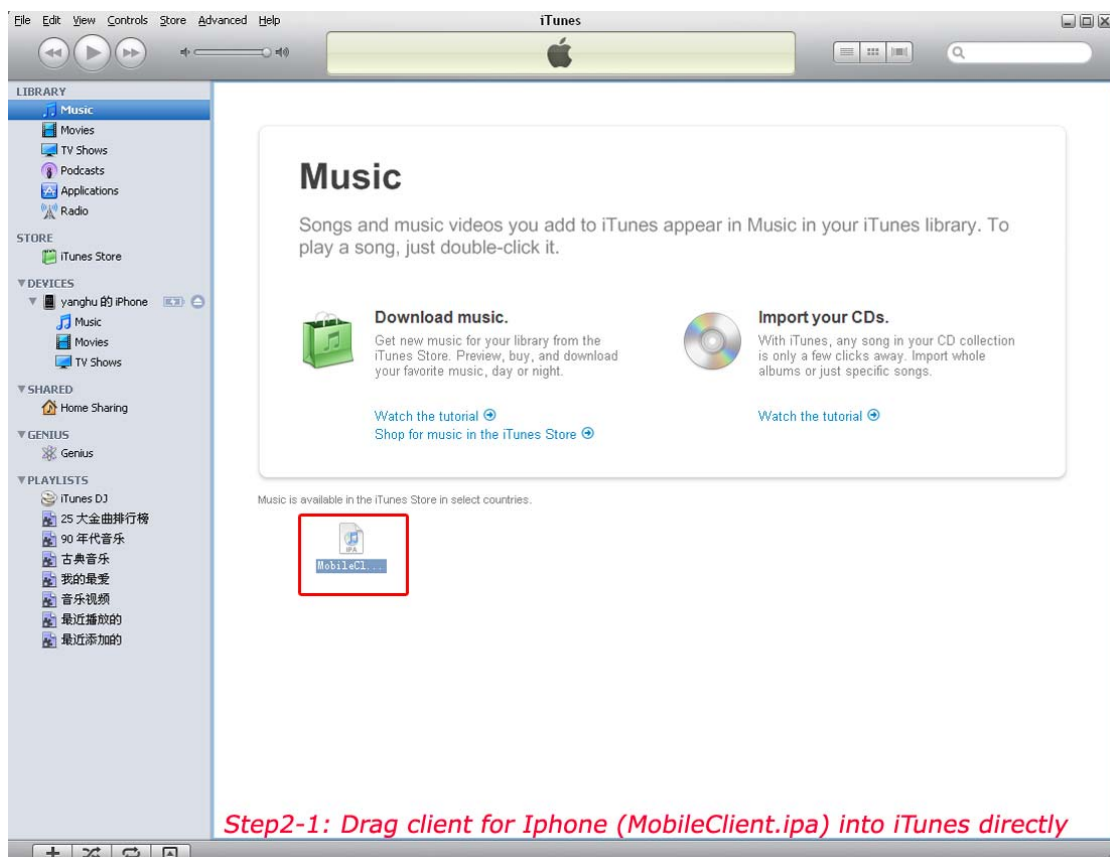 File Edit View Controls Store Advanced Help
iTunes
LIBRARY
Music
Movies
TV Shows
Podcasts
Applications
Radio
STORE
iTunes Store
DEVICES
yanghu 的 iPhone
Music
Movies
TV Shows
SHARED
Home Sharing
GENIUS
Genius
PLAYLISTS
iTunes DJ
25 大金曲排行榜
90 年代音乐
古典音乐
我的最爱
音乐视频
最近播放的
最近添加的
Music
Songs and music videos you add to iTunes appear in Music in your iTunes library. To
play a song, just double-click it.
Download music.
Get new music for your library from the
iTunes Store. Preview, buy, and download
your favorite music, day or night.
Watch the tutorial
Shop for music in the iTunes Store
Import your CDs.
With iTunes, any song in your CD collection
is only a few clicks away. Import whole
albums or just specific songs.
Watch the tutorial
Music is available in the iTunes Store in select countries.
IPA
MobileCl...
Step2-1: Drag client for Iphone (MobileClient.ipa) into iTunes directly